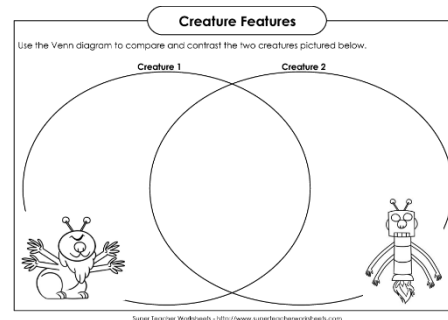 Creature Features
Use the Venn diagram to compare and contrast the two creatures pictured below.
Creature 1
Creature 2
Super Teacher Worksheets - http://www.superteacherworksheets.com